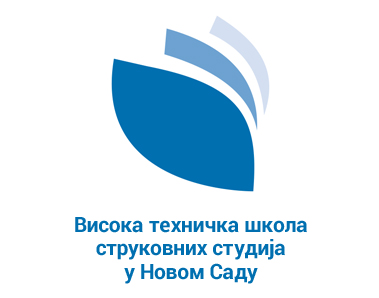 Висока техничка школа
струковних студија
у Новом Саду